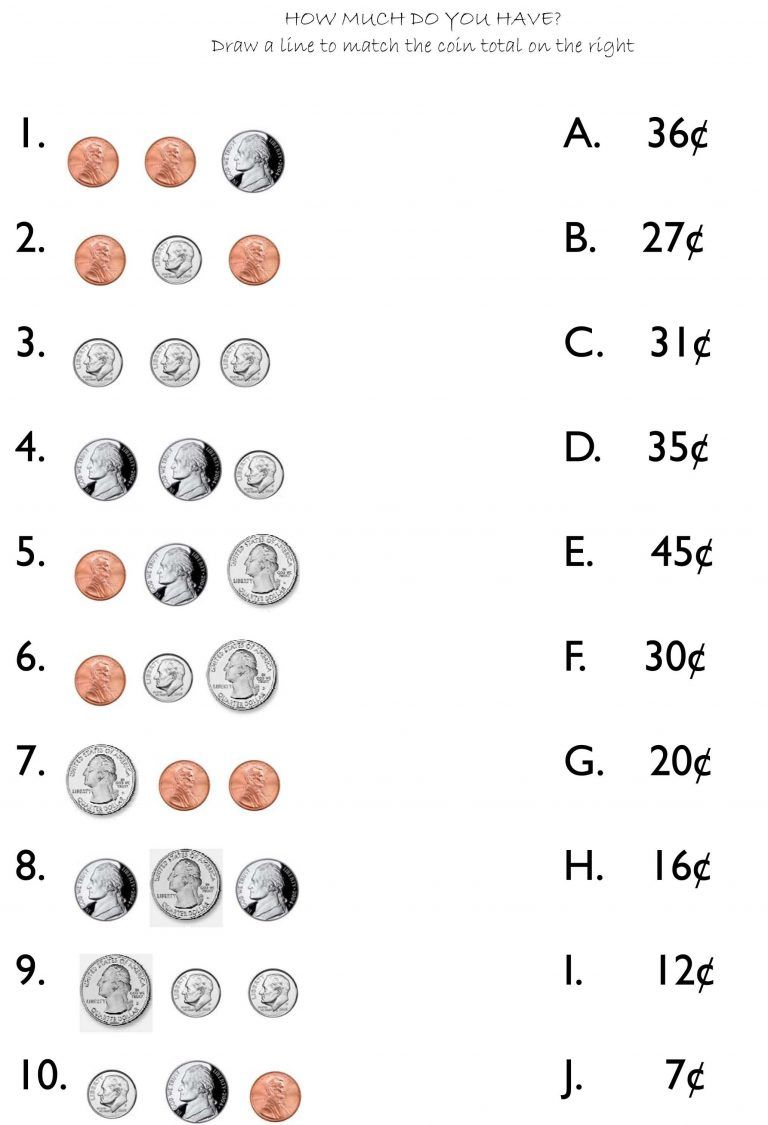 HOW MUCH DO YOU HAVE?
Draw a line to match the coin total on the right
1. A. 36¢
2. B. 27¢
3. C. 31¢
4. D. 35¢
5. E. 45¢
6. F. 30¢
7. G. 20¢
8. H. 16¢
9. I. 12¢
10. J. 7¢